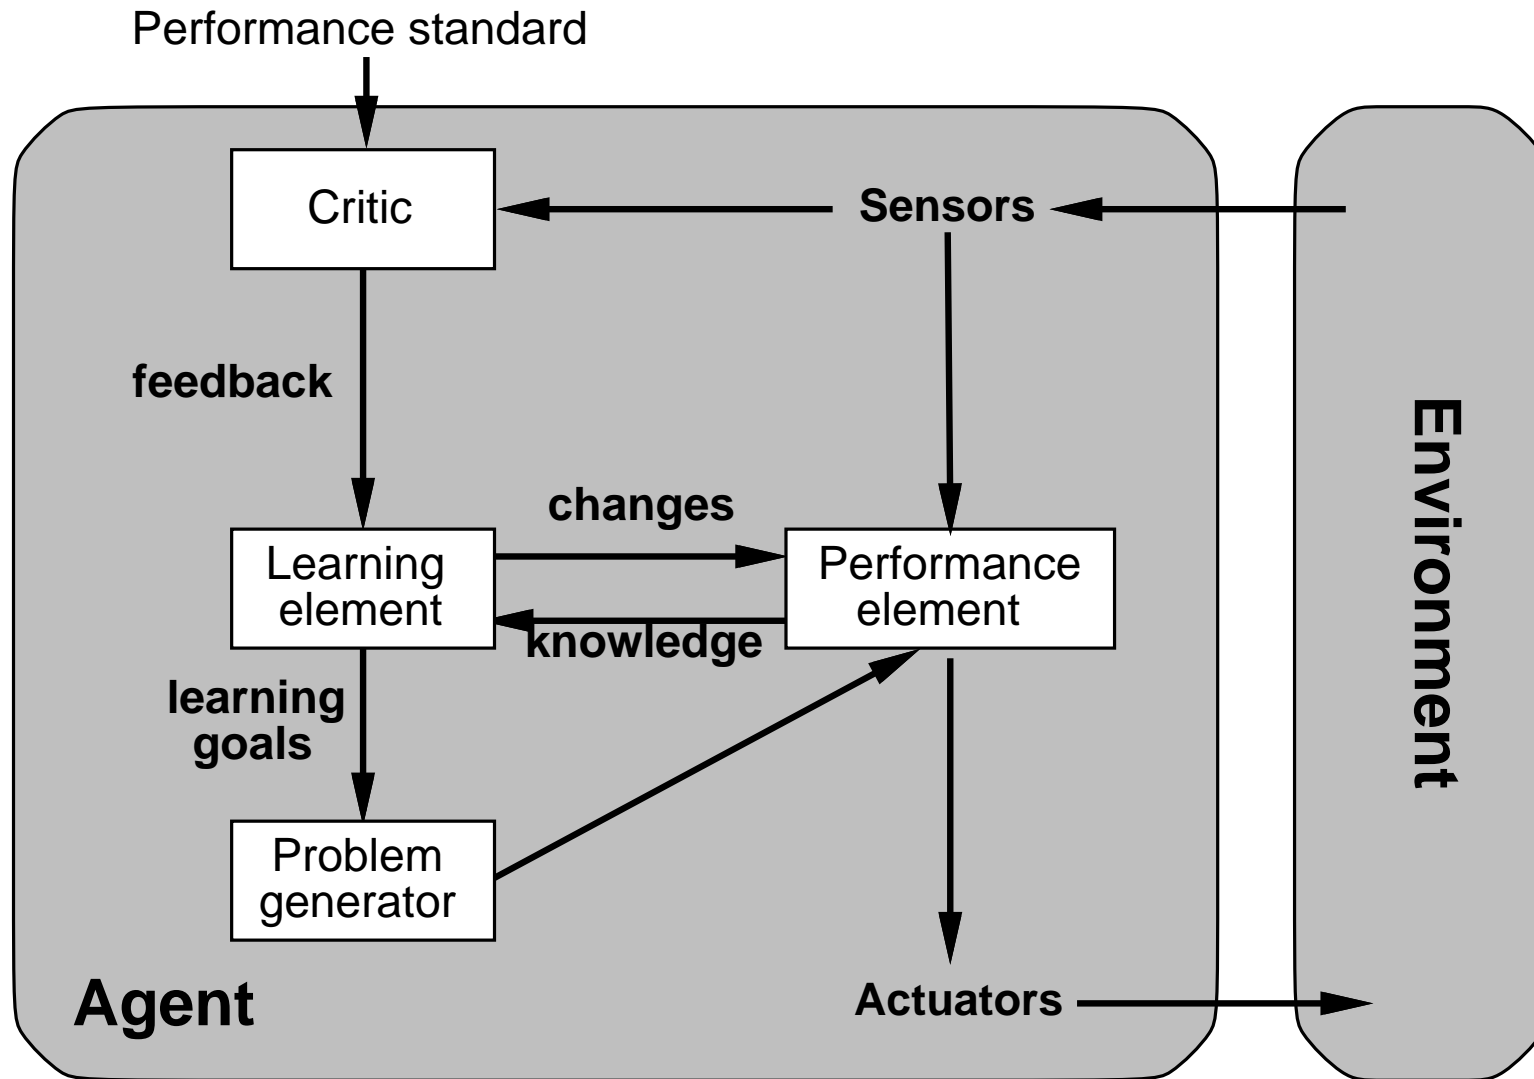 Performance standard
Critic
Sensors
feedback
changes
Learning
element
Performance
element
knowledge
learning
goals
Problem
generator
Agent
Actuators
Environment